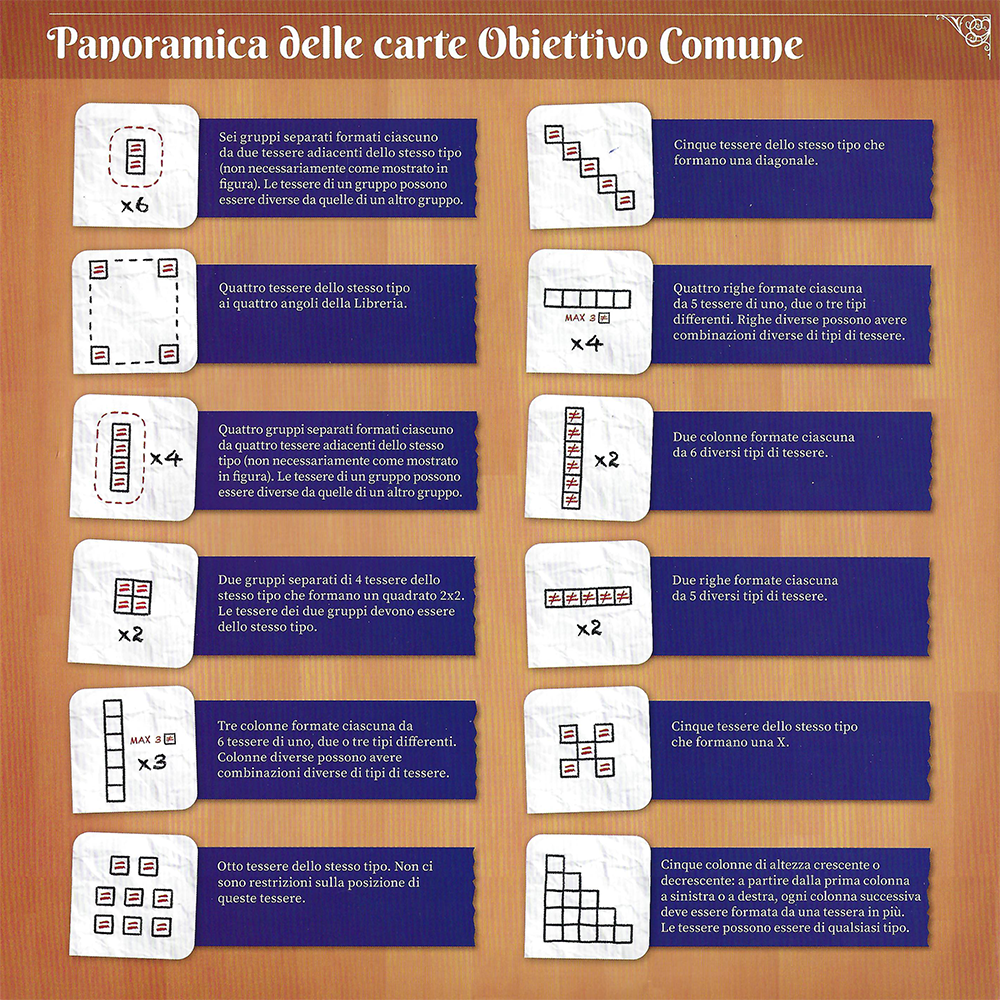 Panoramica delle carte Obiettivo Comune
x6
Sei gruppi separati formati ciascuno
da due tessere adiacenti dello stesso tipo
(non necessariamente come mostrato in
figura). Le tessere di un gruppo possono
essere diverse da quelle di un altro gruppo.
Quattro tessere dello stesso tipo
ai quattro angoli della Libreria.
x4
Quattro gruppi separati formati ciascuno
da quattro tessere adiacenti dello stesso
tipo (non necessariamente come mostrato
in figura). Le tessere di un gruppo possono
essere diverse da quelle di un altro gruppo.
x2
Due gruppi separati di 4 tessere dello
stesso tipo che formano un quadrato 2x2.
Le tessere dei due gruppi devono essere
dello stesso tipo.
MAX 3 ≠
x3
Tre colonne formate ciascuna da
6 tessere di uno, due o tre tipi differenti.
Colonne diverse possono avere
combinazioni diverse di tipi di tessere.
Otto tessere dello stesso tipo. Non ci
sono restrizioni sulla posizione di
queste tessere.
Cinque tessere dello stesso tipo che
formano una diagonale.
MAX 3 ≠
x4
Quattro righe formate ciascuna
da 5 tessere di uno, due o tre tipi
differenti. Righe diverse possono avere
combinazioni diverse di tipi di tessere.
x2
Due colonne formate ciascuna
da 6 diversi tipi di tessere.
x2
Due righe formate ciascuna
da 5 diversi tipi di tessere.
Cinque tessere dello stesso tipo
che formano una X.
Cinque colonne di altezza crescente o
decrescente: a partire dalla prima colonna
a sinistra o a destra, ogni colonna successiva
deve essere formata da una tessera in più.
Le tessere possono essere di qualsiasi tipo.